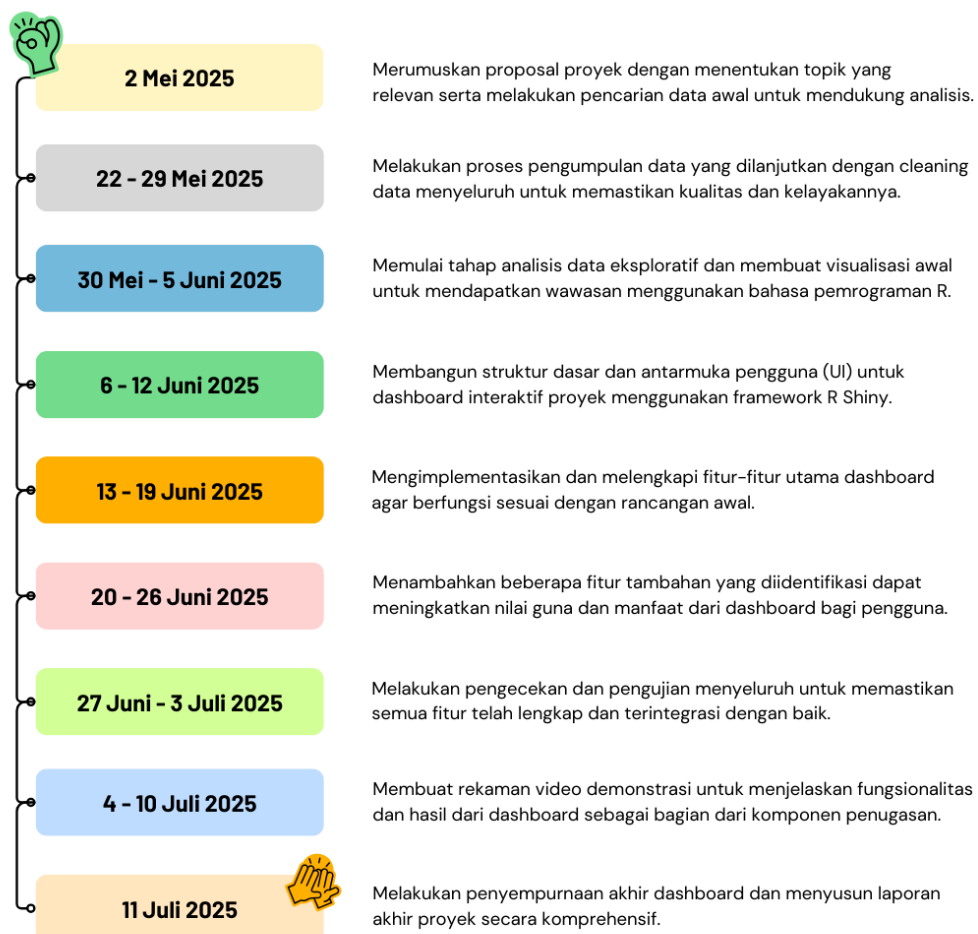 2 Mei 2025
Merumuskan proposal proyek dengan menentukan topik yang
relevan serta melakukan pencarian data awal untuk mendukung analisis.
22 - 29 Mei 2025
Melakukan proses pengumpulan data yang dilanjutkan dengan cleaning
data menyeluruh untuk memastikan kualitas dan kelayakannya.
30 Mei - 5 Juni 2025
Memulai tahap analisis data eksploratif dan membuat visualisasi awal
untuk mendapatkan wawasan menggunakan bahasa pemrograman R.
6 - 12 Juni 2025
Membangun struktur dasar dan antarmuka pengguna (UI) untuk
dashboard interaktif proyek menggunakan framework R Shiny.
13 - 19 Juni 2025
Mengimplementasikan dan melengkapi fitur-fitur utama dashboard
agar berfungsi sesuai dengan rancangan awal.
20 - 26 Juni 2025
Menambahkan beberapa fitur tambahan yang diidentifikasi dapat
meningkatkan nilai guna dan manfaat dari dashboard bagi pengguna.
27 Juni - 3 Juli 2025
Melakukan pengecekan dan pengujian menyeluruh untuk memastikan
semua fitur telah lengkap dan terintegrasi dengan baik.
4 - 10 Juli 2025
Membuat rekaman video demonstrasi untuk menjelaskan fungsionalitas
dan hasil dari dashboard sebagai bagian dari komponen penugasan.
11 Juli 2025
Melakukan penyempurnaan akhir dashboard dan menyusun laporan
akhir proyek secara komprehensif.